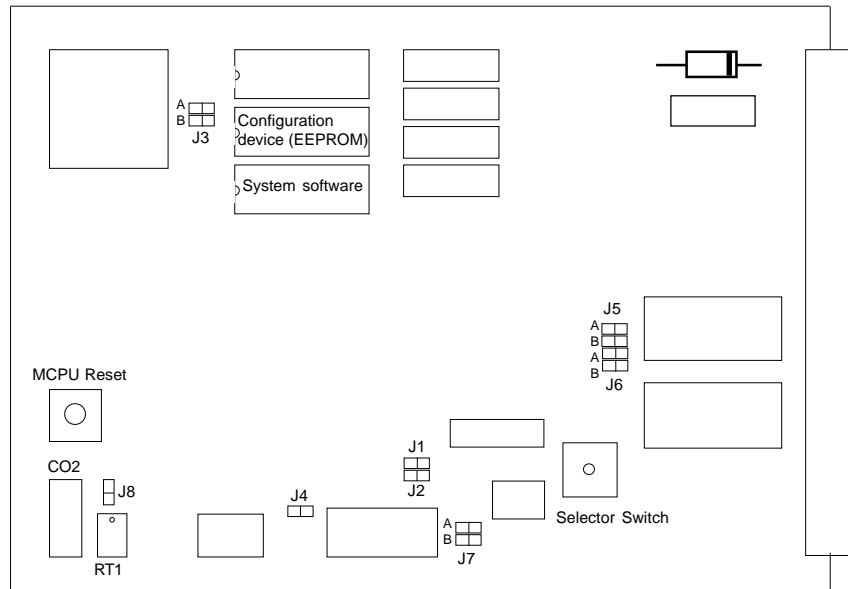 A
B
J3
Configuration
device (EEPROM)
System software
J5
A
B
A
B
J6
MCPU Reset
CO2
J8
RT1
J4
J1
J2
A
B
J7
Selector Switch